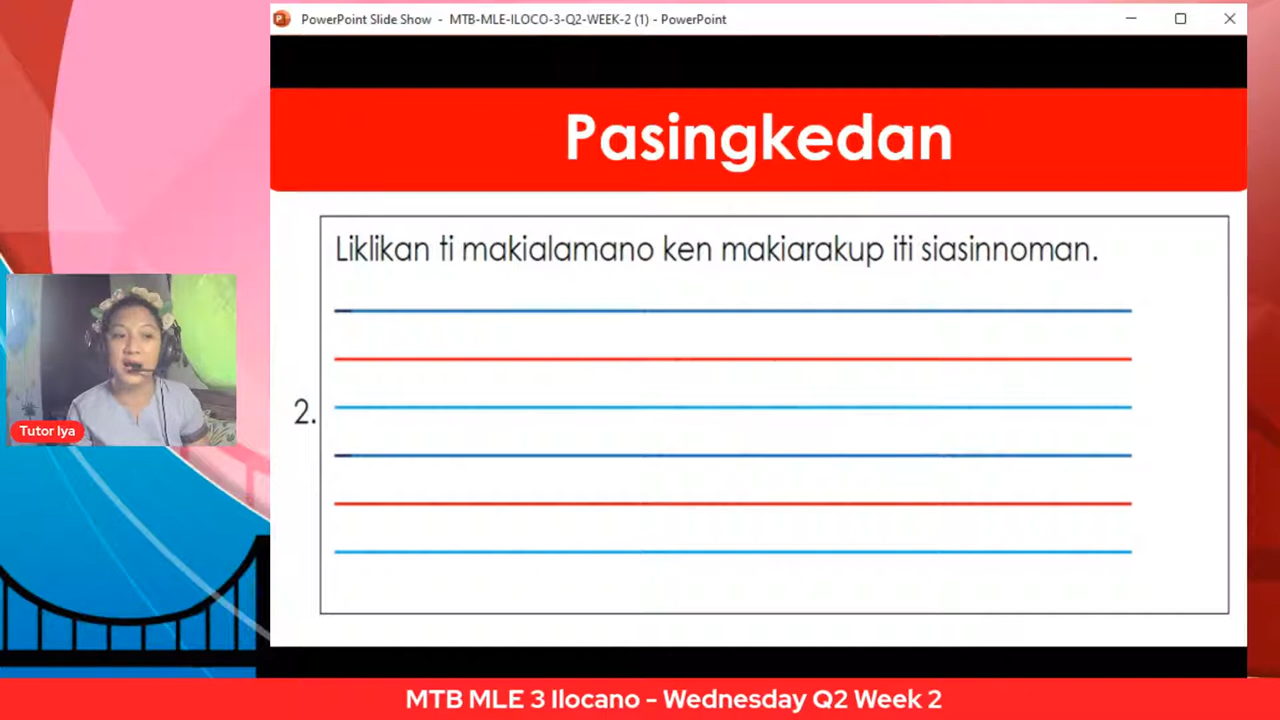 PowerPoint Slide Show - MTB-MLE-ILOCO-3-Q2-WEEK-2 (1) - PowerPoint
Pasingkedan
Liklikan ti makialamano ken makiarakup iti siasinnoman.
2.
Tutor Iya
MTB MLE 3 Ilocano - Wednesday Q2 Week 2